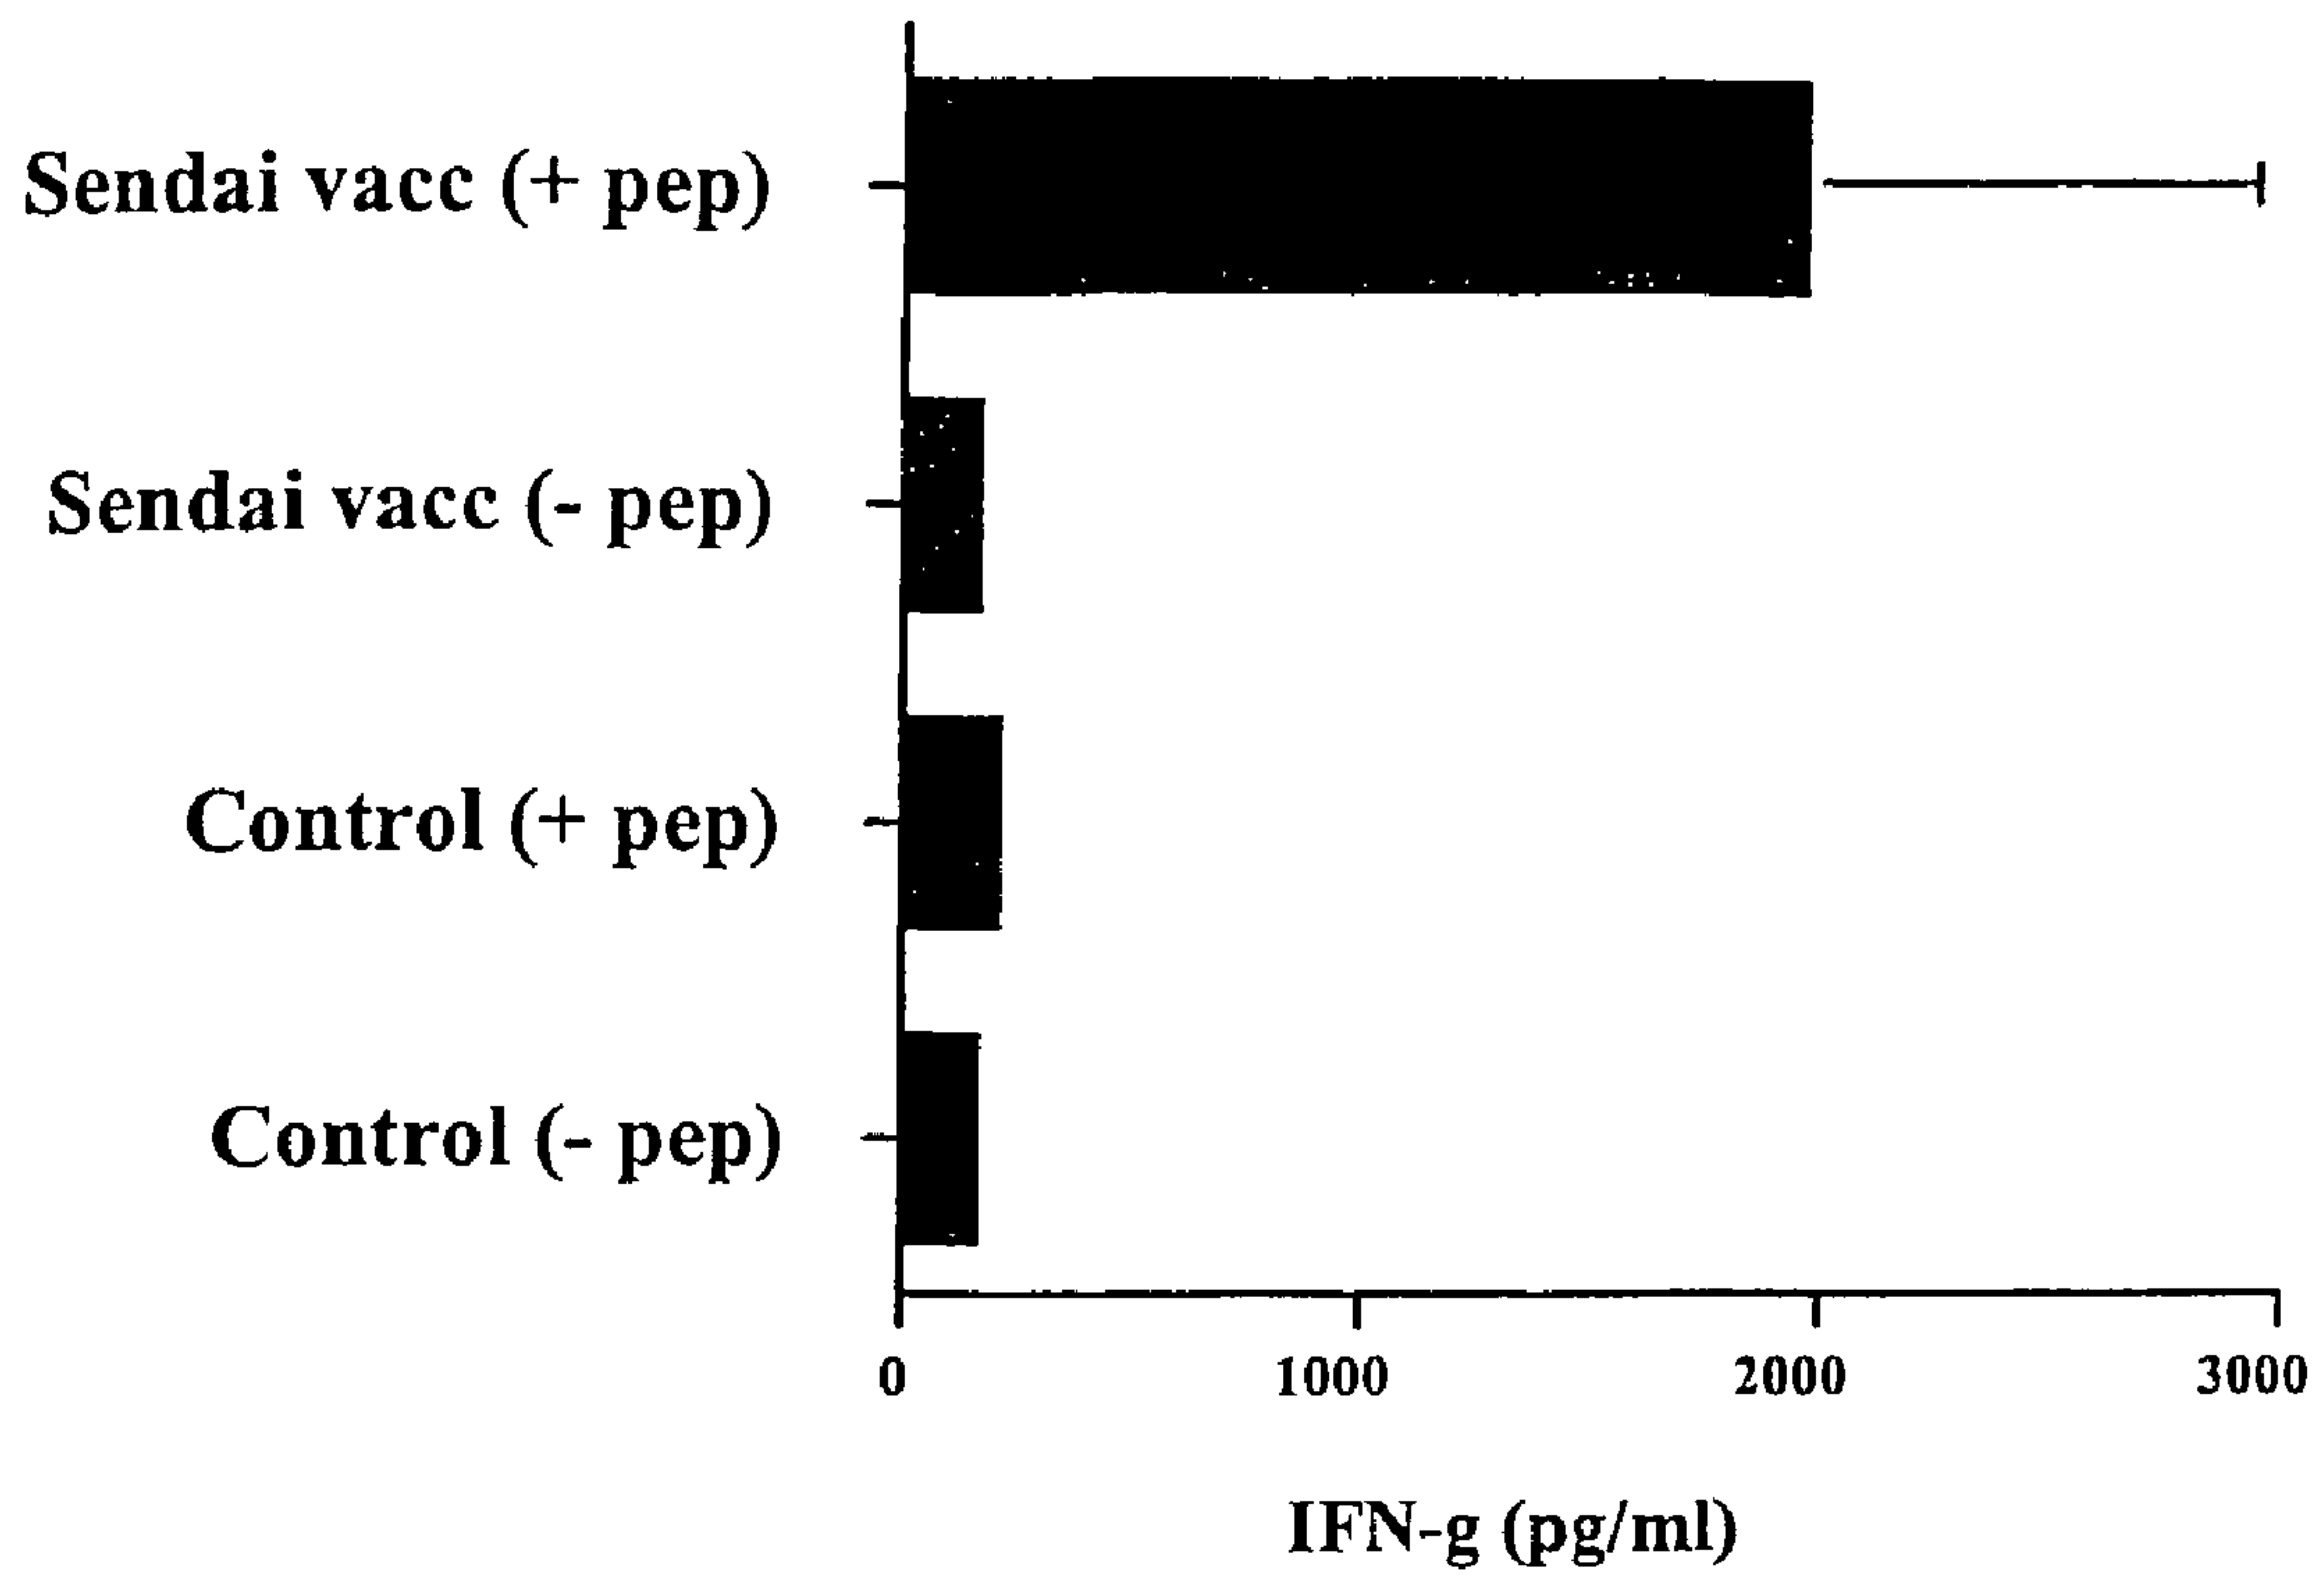 Sendai vacc (+ pep)
Sendai vacc (- pep)
Control (+ pep)
Control (- pep)
0 1000 2000 3000
IFN-g (pg/ml)